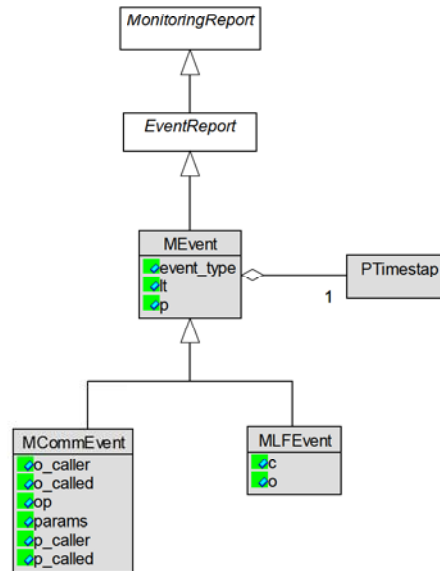 MonitoringReport
EventReport
MEvent
event_type
lt
p
PTimestap
1
MCommEvent
o_caller
o_called
op
params
p_caller
p_called
MLFEvent
c
o